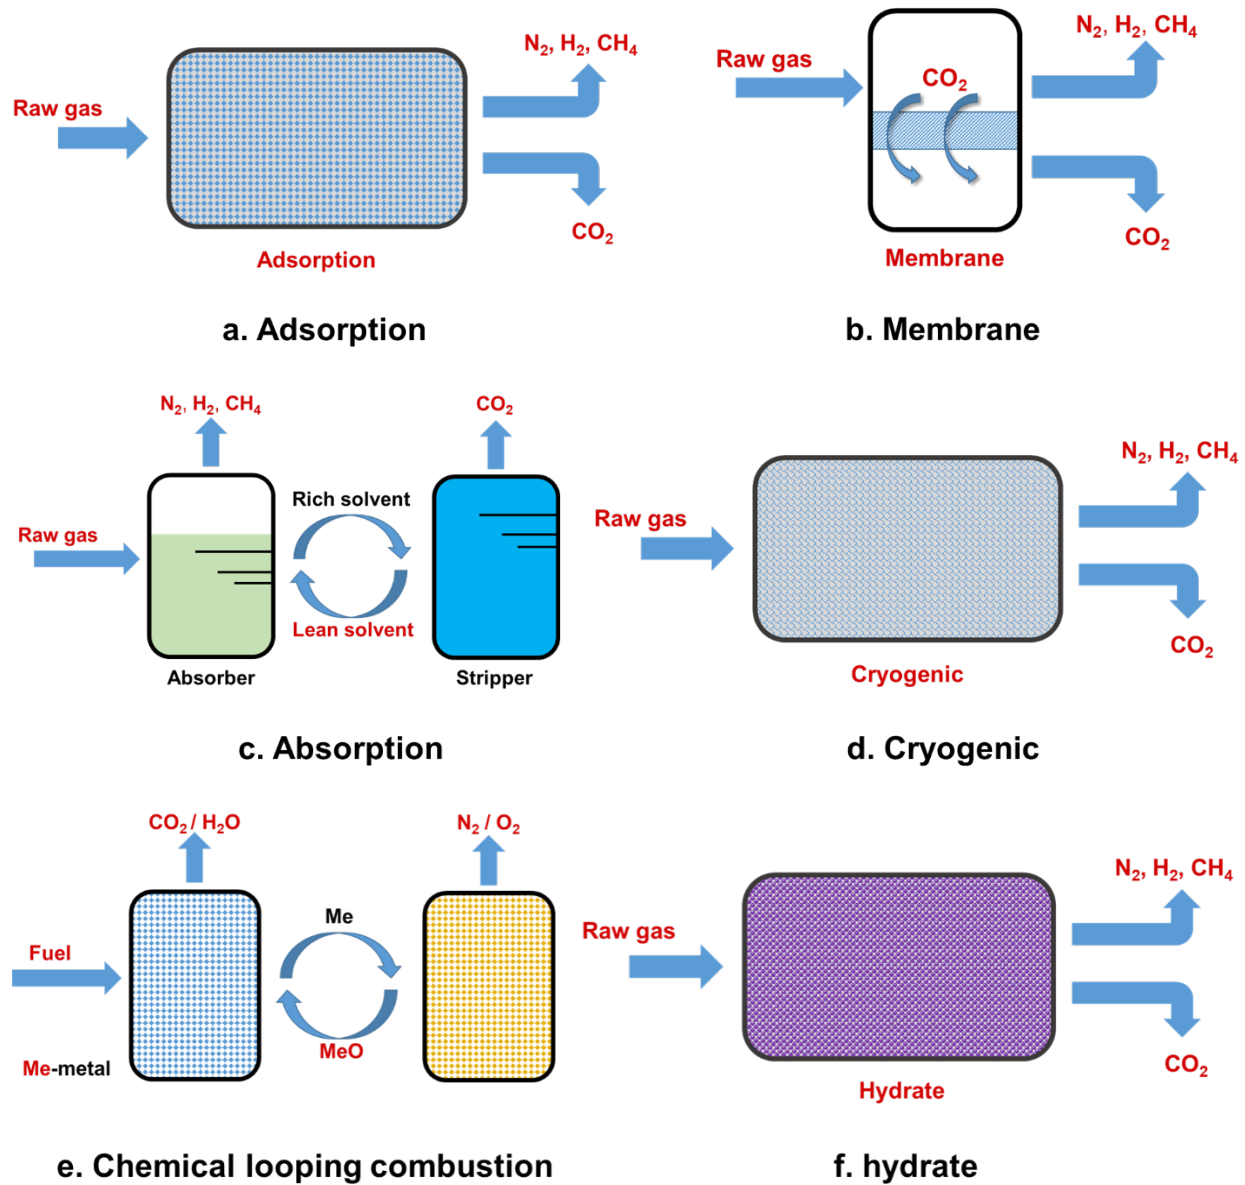 N₂, H₂, CH₄
Raw gas
CO₂
Adsorption
a. Adsorption
N₂, H₂, CH₄
Raw gas
CO₂
CO₂
Membrane
b. Membrane
N₂, H₂, CH₄
CO₂
Rich solvent
Raw gas
Lean solvent
Absorber
Stripper
c. Absorption
N₂, H₂, CH₄
Raw gas
CO₂
Cryogenic
d. Cryogenic
CO₂ / H₂O
N₂ / O₂
Me
Fuel
MeO
Me-metal
e. Chemical looping combustion
N₂, H₂, CH₄
Raw gas
CO₂
Hydrate
f. hydrate